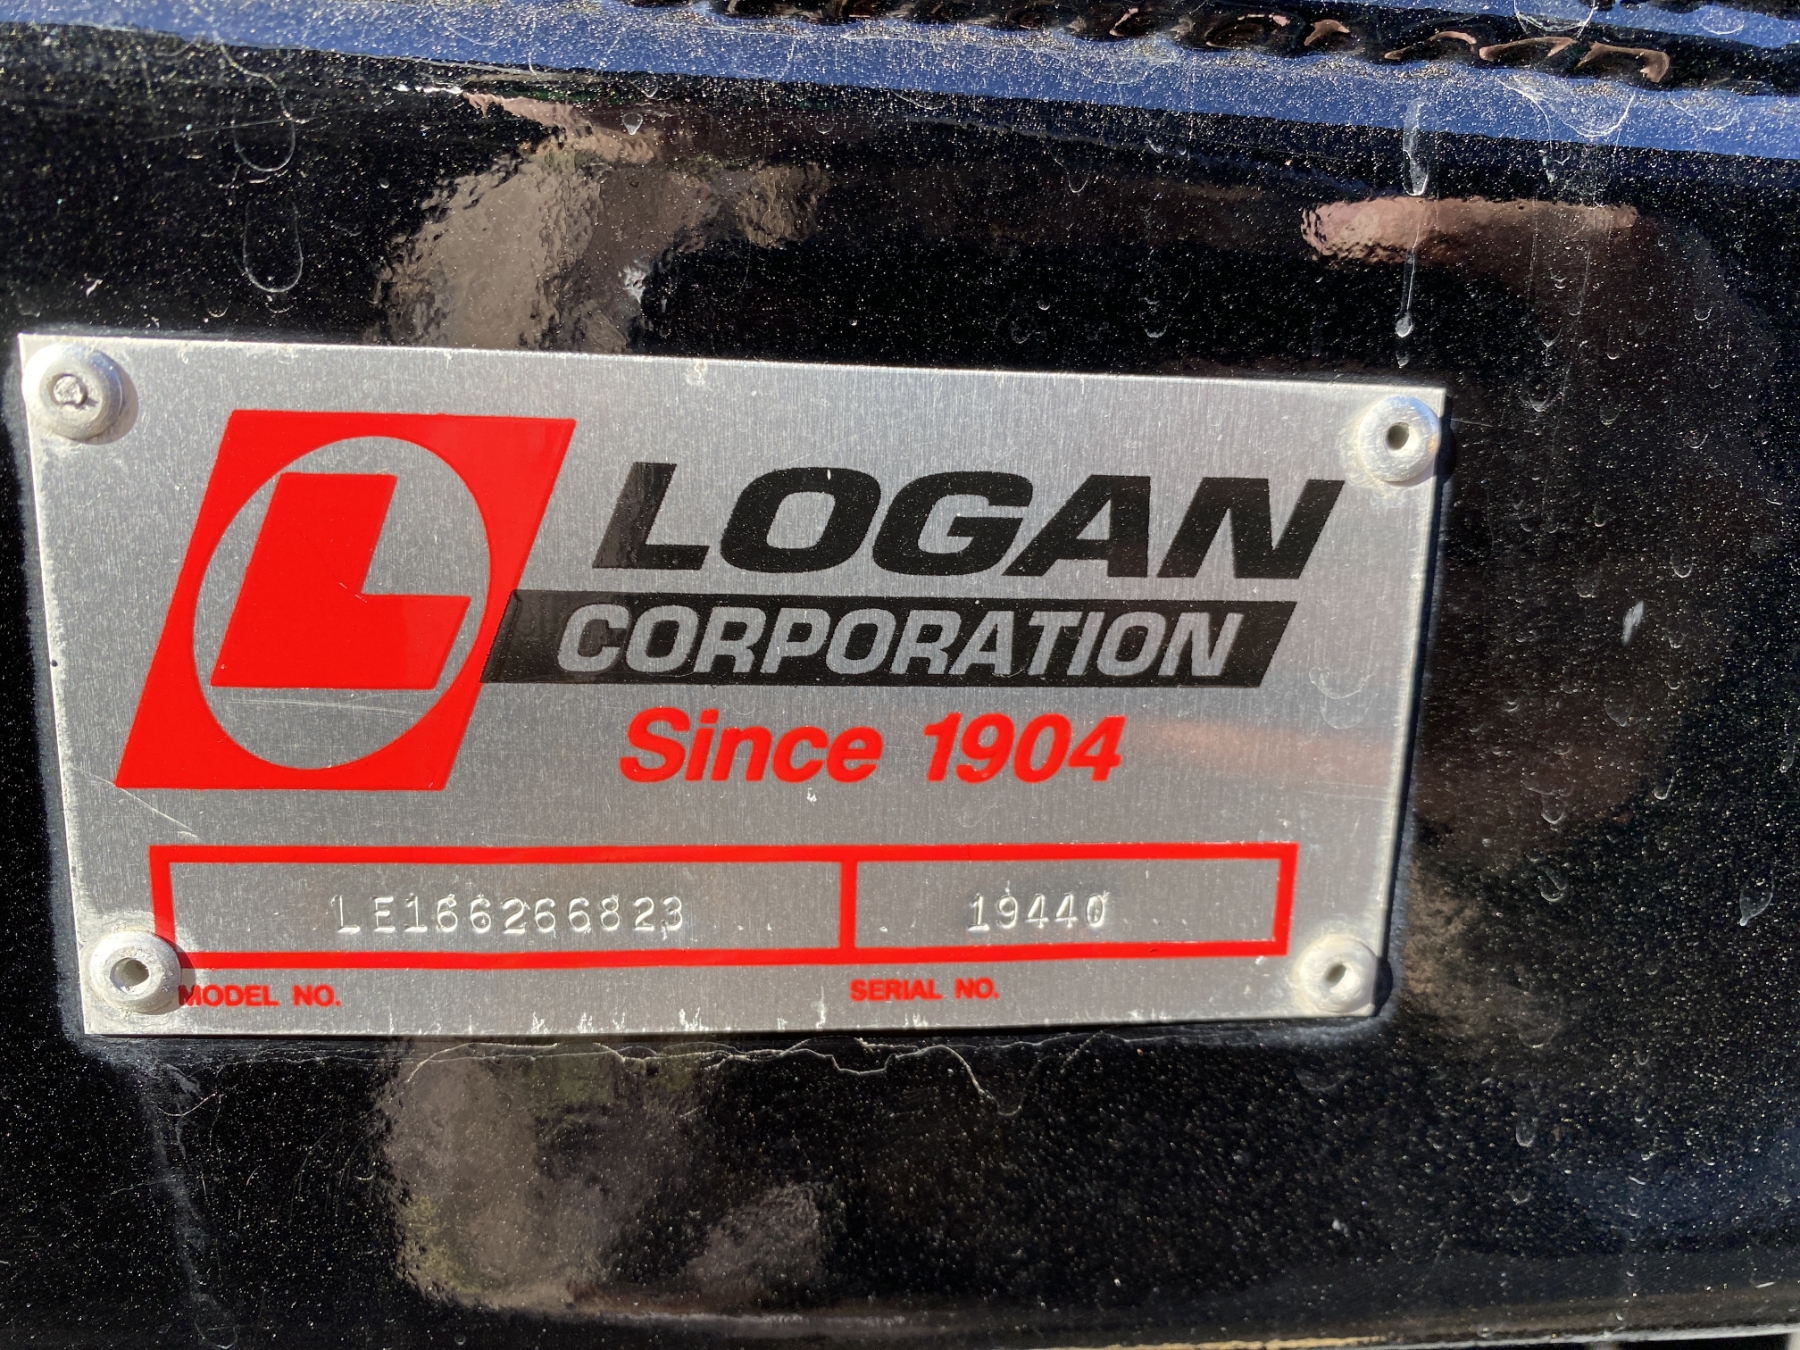 L
LOGAN
CORPORATION
Since 1904
LE166266823 19440
MODEL NO. SERIAL NO.